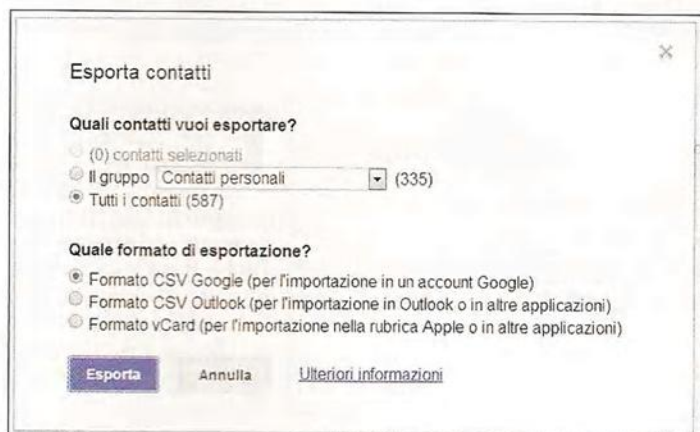 Esporta contatti
Quali contatti vuoi esportare?
(0) contatti selezionati
Il gruppo Contatti personali (335)
Tutti i contatti (587)
Quale formato di esportazione?
Formato CSV Google (per l'importazione in un account Google)
Formato CSV Outlook (per l'importazione in Outlook o in altre applicazioni)
Formato vCard (per l'importazione nella rubrica Apple o in altre applicazioni)
Esporta Annulla Ulteriori informazioni